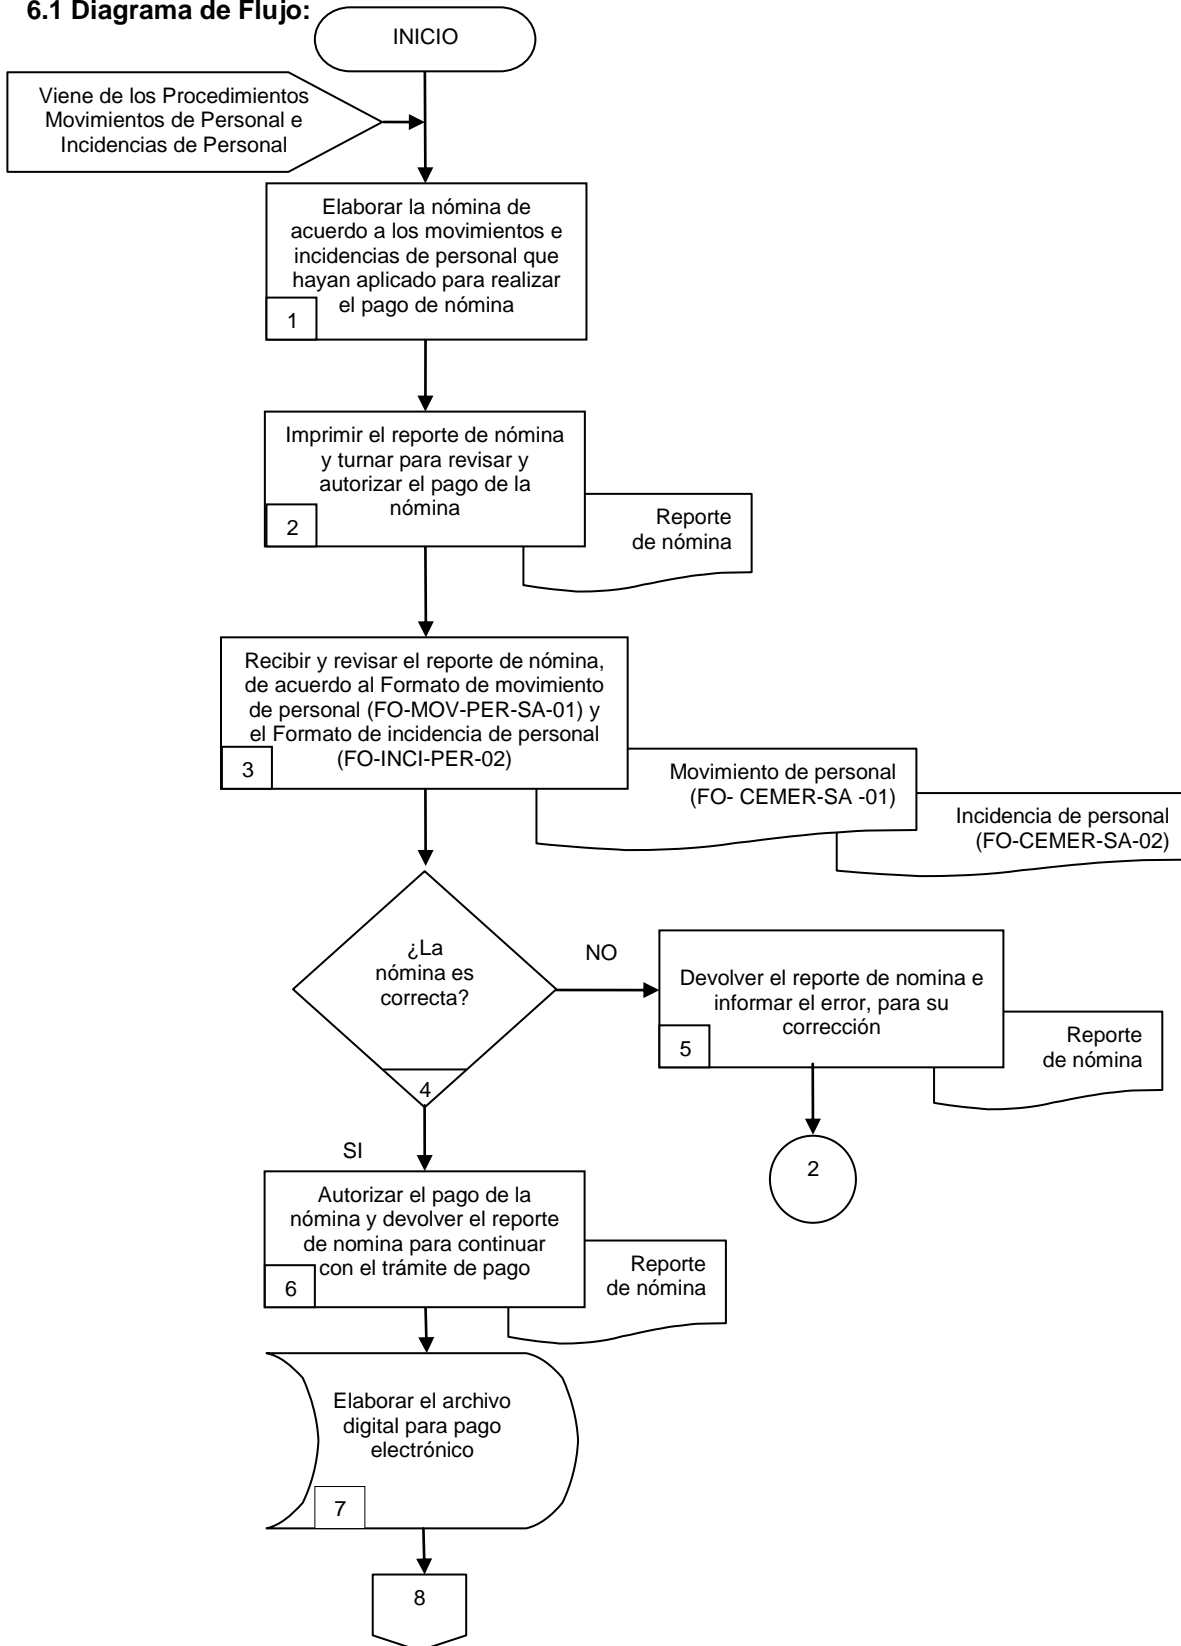 6.1 Diagrama de Flujo:
INICIO
Viene de los Procedimientos
Movimientos de Personal e
Incidencias de Personal
Elaborar la nómina de
acuerdo a los movimientos e
incidencias de personal que
hayan aplicado para realizar
el pago de nómina
1
Imprimir el reporte de nómina
y turnar para revisar y
autorizar el pago de la
nómina
2
Reporte
de nómina
Recibir y revisar el reporte de nómina,
de acuerdo al Formato de movimiento
de personal (FO-MOV-PER-SA-01) y
el Formato de incidencia de personal
(FO-INCI-PER-02)
3
Movimiento de personal
(FO- CEMER-SA -01)
Incidencia de personal
(FO-CEMER-SA-02)
¿La
nómina es
correcta?
4
NO
Devolver el reporte de nomina e
informar el error, para su
corrección
5
Reporte
de nómina
2
SI
Autorizar el pago de la
nómina y devolver el reporte
de nomina para continuar
con el trámite de pago
6
Reporte
de nómina
Elaborar el archivo
digital para pago
electrónico
7
8